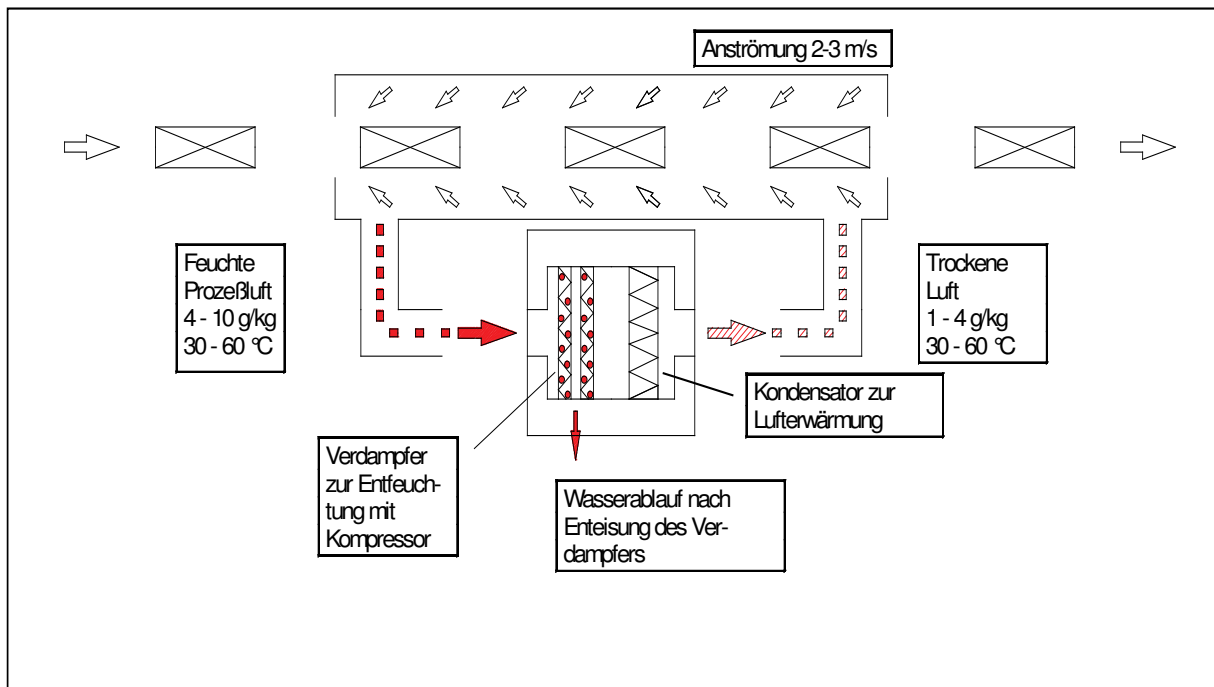 Anströmung 2-3 m/s
Feuchte
Prozeßluft
4 - 10 g/kg
30 - 60 °C
Trockene
Luft
1 - 4 g/kg
30 - 60 °C
Kondensator zur
Lufterwärmung
Verdampfer
zur Entfeuch-
tung mit
Kompressor
Wasserablauf nach
Enteisung des Ver-
dampfers